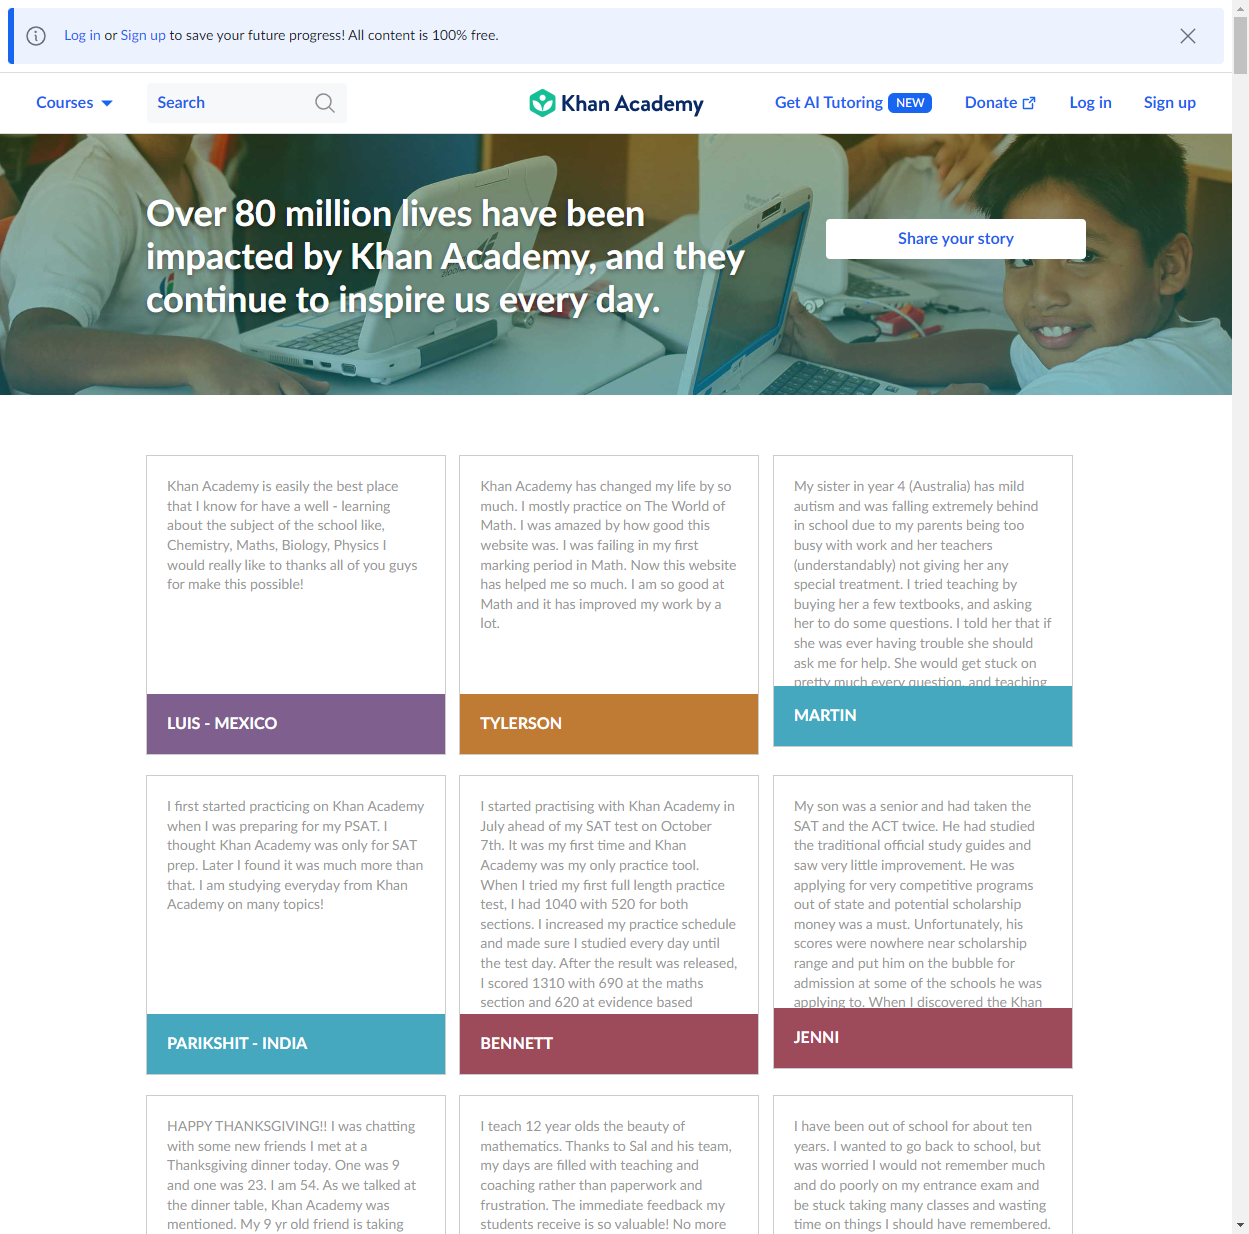 Log in or Sign up to save your future progress! All content is 100% free.
Courses
Search
Khan Academy
Get AI Tutoring NEW
Donate
Log in
Sign up
Over 80 million lives have been
impacted by Khan Academy, and they
continue to inspire us every day.
Share your story
Khan Academy is easily the best place
that I know for have a well - learning
about the subject of the school like,
Chemistry, Maths, Biology, Physics I
would really like to thanks all of you guys
for make this possible!
LUIS - MEXICO
Khan Academy has changed my life by so
much. I mostly practice on The World of
Math. I was amazed by how good this
website was. I was failing in my first
marking period in Math. Now this website
has helped me so much. I am so good at
Math and it has improved my work by a
lot.
TYLERSON
My sister in year 4 (Australia) has mild
autism and was falling extremely behind
in school due to my parents being too
busy with work and her teachers
(understandably) not giving her any
special treatment. I tried teaching by
buying her a few textbooks, and asking
her to do some questions. I told her that if
she was ever having trouble she should
ask me for help. She would get stuck on
pretty much every question, and teaching
MARTIN
I first started practicing on Khan Academy
when I was preparing for my PSAT. I
thought Khan Academy was only for SAT
prep. Later I found it was much more than
that. I am studying everyday from Khan
Academy on many topics!
PARIKSHIT - INDIA
I started practising with Khan Academy in
July ahead of my SAT test on October
7th. It was my first time and Khan
Academy was my only practice tool.
When I tried my first full length practice
test, I had 1040 with 520 for both
sections. I increased my practice schedule
and made sure I studied every day until
the test day. After the result was released,
I scored 1310 with 690 at the maths
section and 620 at evidence based
BENNETT
My son was a senior and had taken the
SAT and the ACT twice. He had studied
the traditional official study guides and
saw very little improvement. He was
applying for very competitive programs
out of state and potential scholarship
money was a must. Unfortunately, his
scores were nowhere near scholarship
range and put him on the bubble for
admission at some of the schools he was
applying to. When I discovered the Khan
JENNI
HAPPY THANKSGIVING!! I was chatting
with some new friends I met at a
Thanksgiving dinner today. One was 9
and one was 23. I am 54. As we talked at
the dinner table, Khan Academy was
mentioned. My 9 yr old friend is taking
I teach 12 year olds the beauty of
mathematics. Thanks to Sal and his team,
my days are filled with teaching and
coaching rather than paperwork and
frustration. The immediate feedback my
students receive is so valuable! No more
I have been out of school for about ten
years. I wanted to go back to school, but
was worried I would not remember much
and do poorly on my entrance exam and
be stuck taking many classes and wasting
time on things I should have remembered.